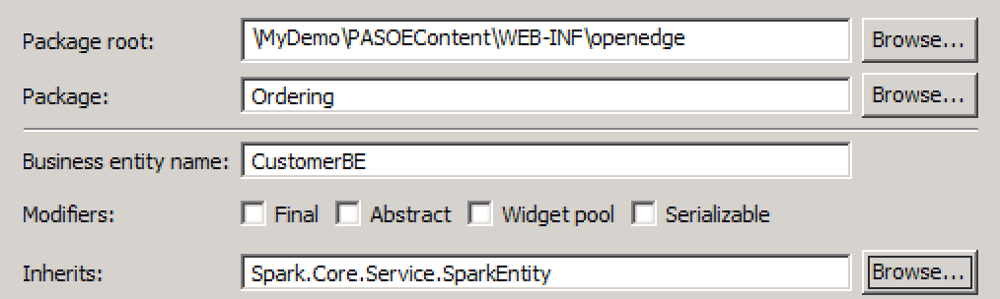 Package root: \MyDemo\PASOEContent\WEB-INF\openedge Browse...
Package: Ordering Browse...
Business entity name: CustomerBE
Modifiers: Final Abstract Widget pool Serializable
Inherits: Spark.Core.Service.SparkEntity Browse...